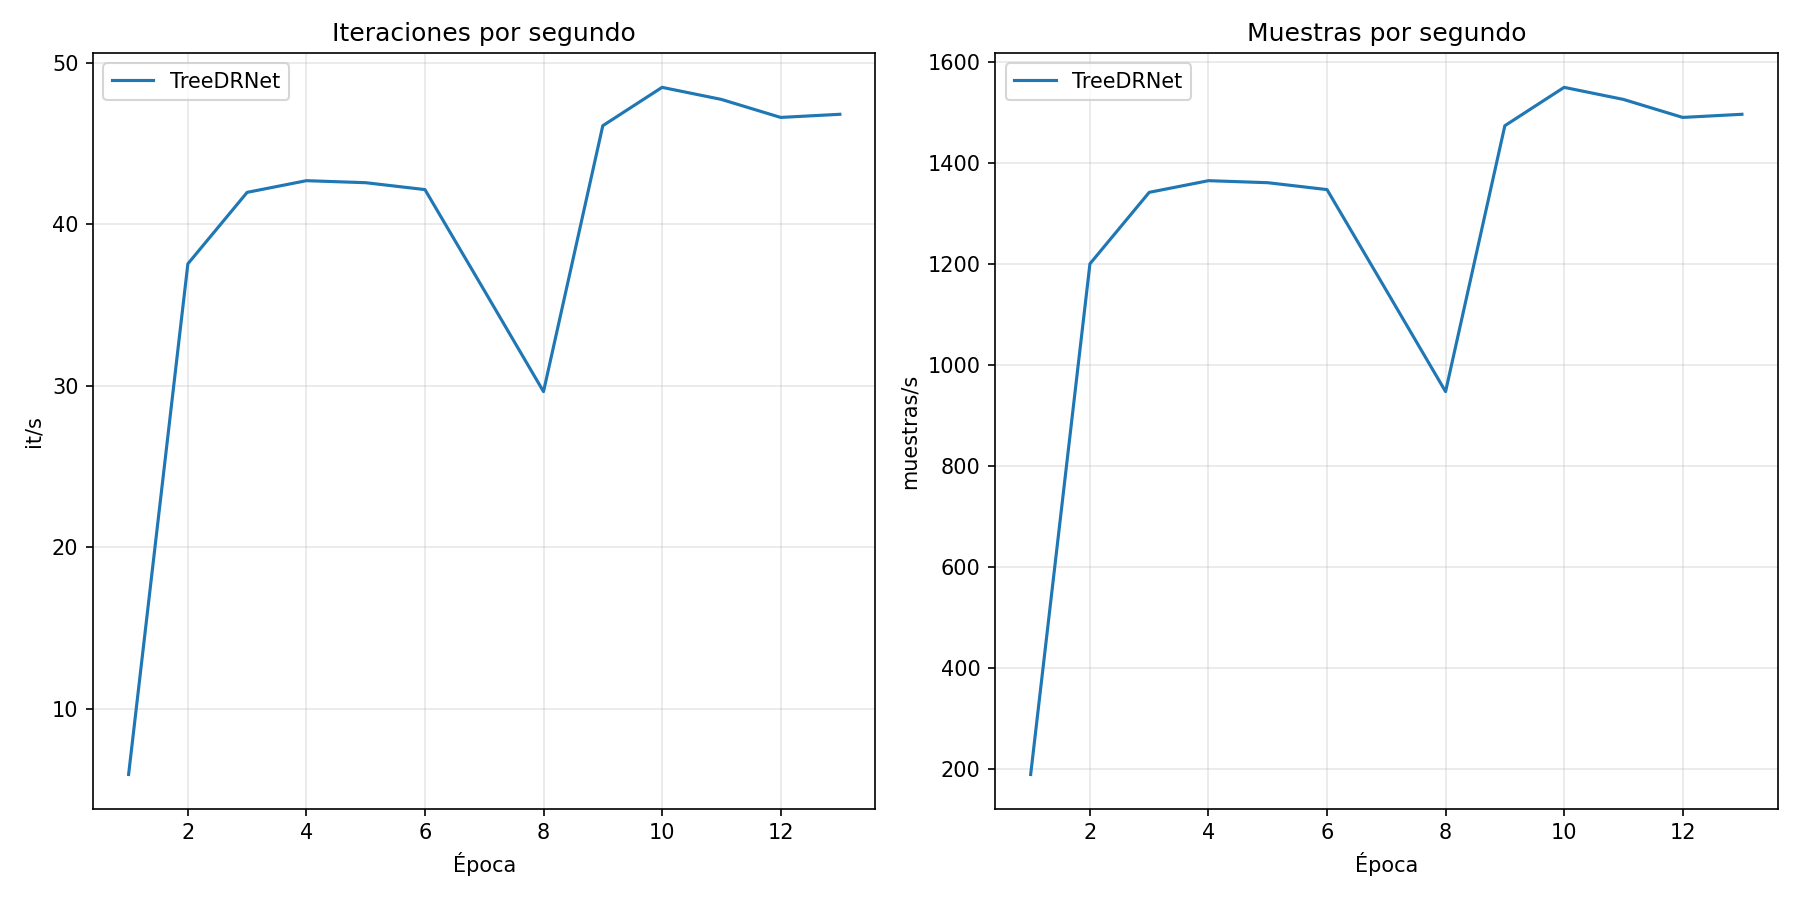 Iteraciones por segundo
TreeDRNet
50
40
30
20
10
it/s
2 4 6 8 10 12
Época
Muestras por segundo
TreeDRNet
1600
1400
1200
1000
800
600
400
200
muestras/s
2 4 6 8 10 12
Época